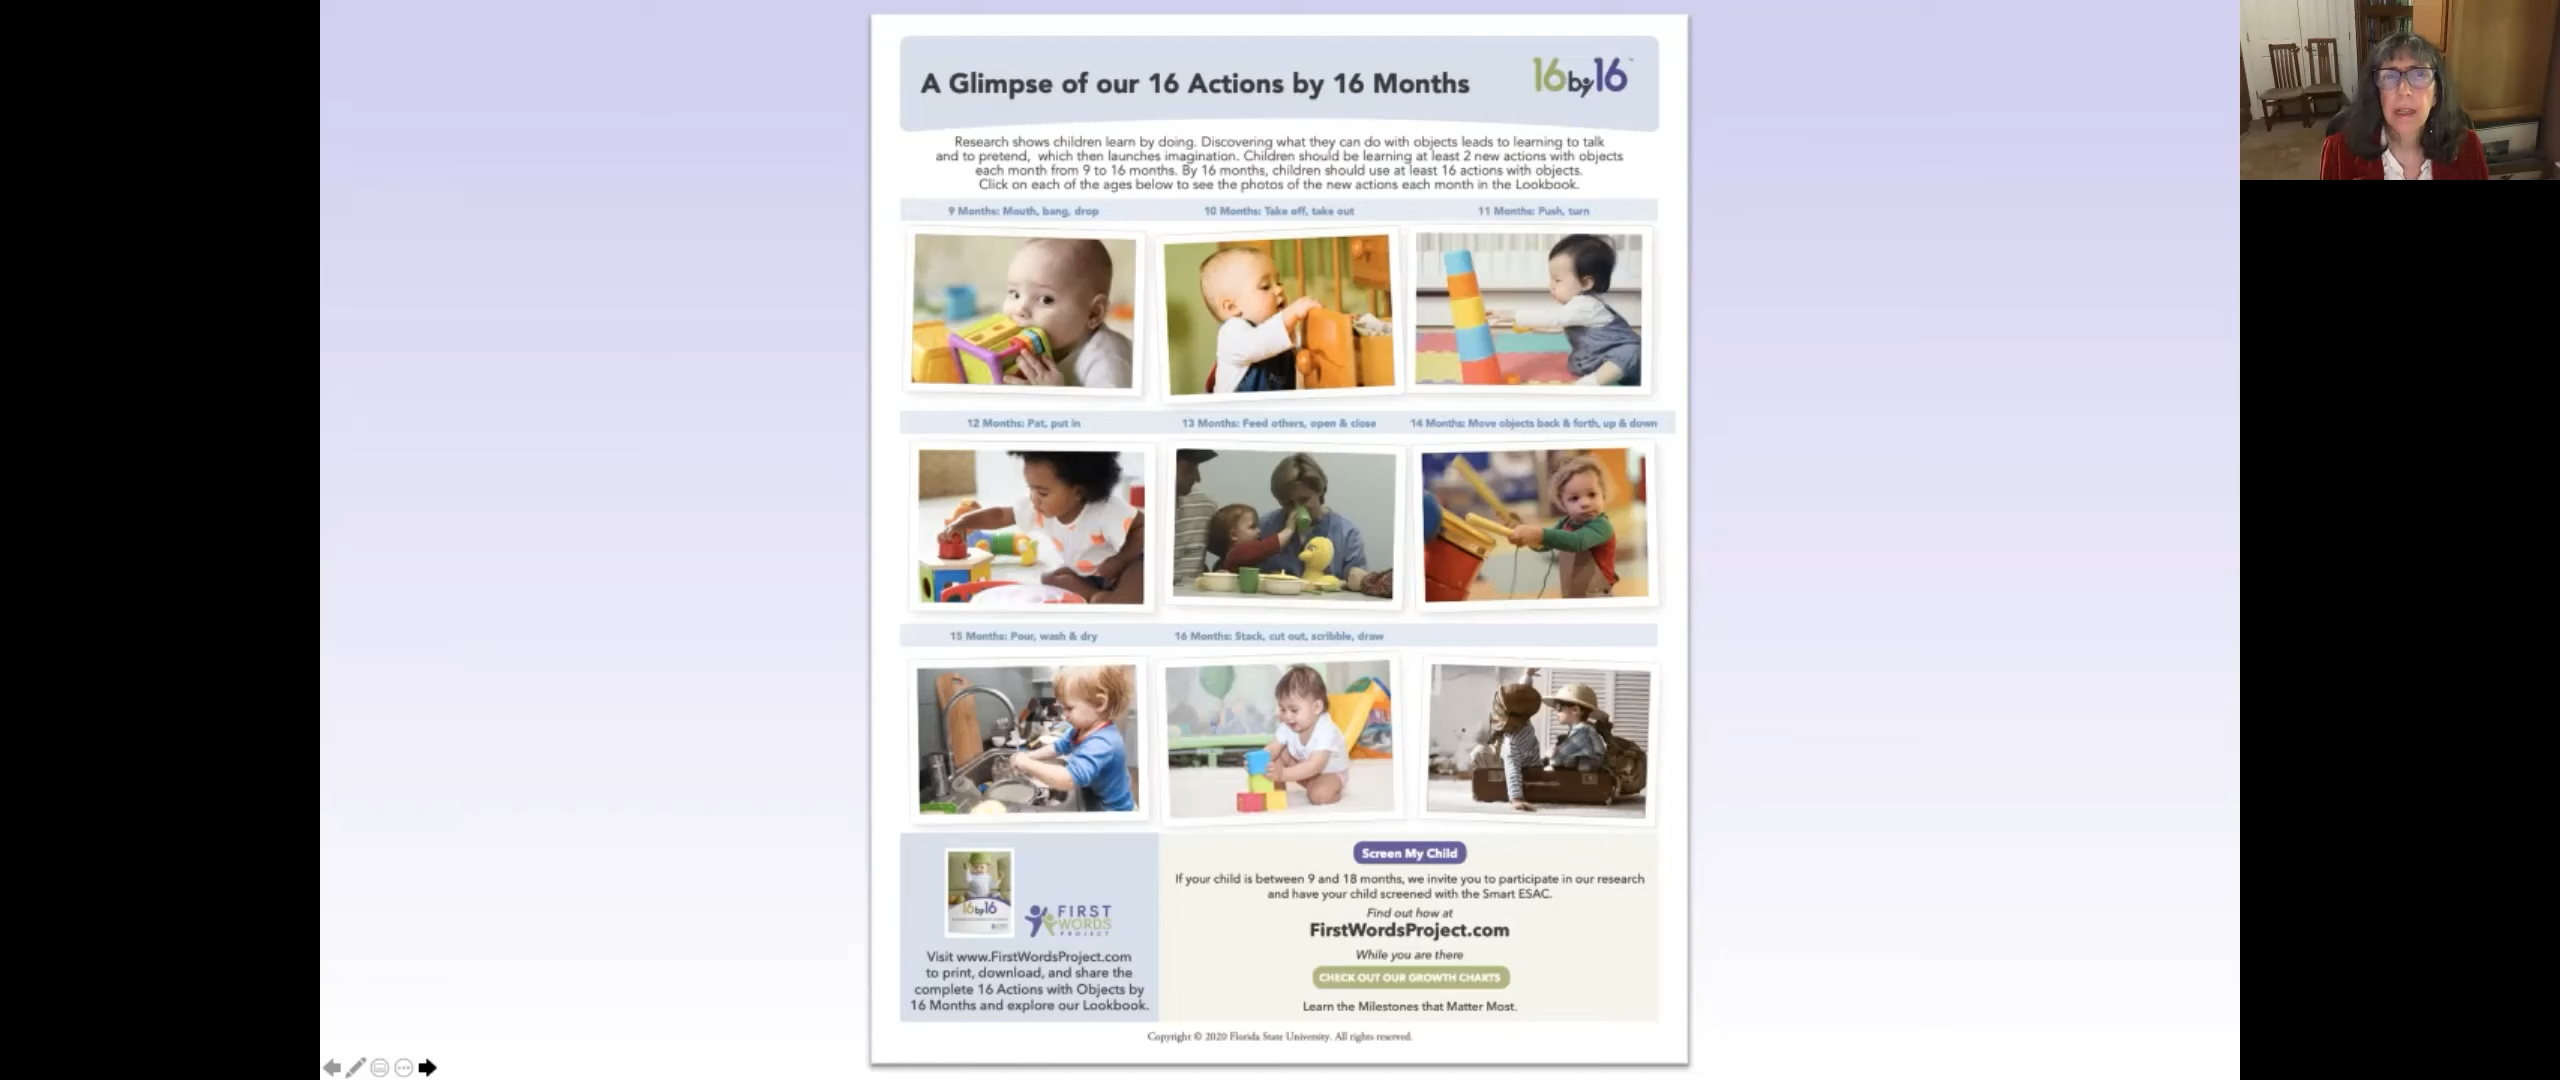 A Glimpse of our 16 Actions by 16 Months
16by16™
Research shows children learn by doing. Discovering what they can do with objects leads to learning to talk
and to pretend, which then launches imagination. Children should be learning at least 2 new actions with objects
each month from 9 to 16 months. By 16 months, children should use at least 16 actions with objects.
Click on each of the ages below to see the photos of the new actions each month in the Lookbook.
9 Months: Mouth, bang, drop
10 Months: Take off, take out
11 Months: Push, turn
12 Months: Pat, put in
13 Months: Feed others, open & close
14 Months: Move objects back & forth, up & down
15 Months: Pour, wash & dry
16 Months: Stack, cut out, scribble, draw
16by16
FIRST
WORDS
PROJECT
Visit www.FirstWordsProject.com
to print, download, and share the
complete 16 Actions with Objects by
16 Months and explore our Lookbook.
Screen My Child
If your child is between 9 and 18 months, we invite you to participate in our research
and have your child screened with the Smart ESAC.
Find out how at
FirstWordsProject.com
While you are there
CHECK OUT OUR GROWTH CHARTS
Learn the Milestones that Matter Most.
Copyright © 2020 Florida State University. All rights reserved.